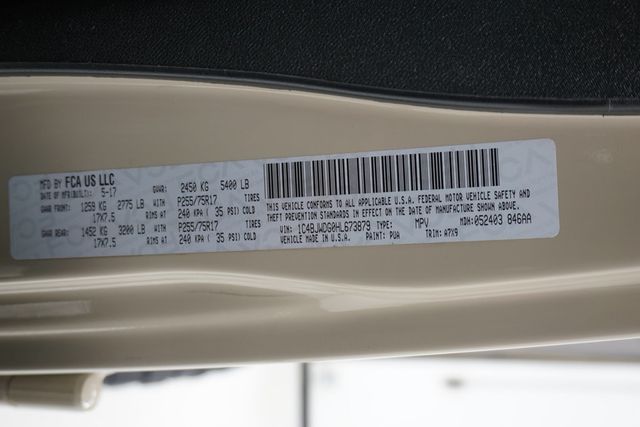 MFD BY FCA US LLC
DATE OF MFR(BUILT): 5-17 GVWR: 2450 KG 5400 LB
GAWR FRONT: 1259 KG 2775 LB WITH P255/75R17 TIRES
17X7.5 RIMS AT 240 KPA ( 35 PSI) COLD
GAWR REAR: 1452 KG 3200 LB WITH P255/75R17 TIRES
17X7.5 RIMS AT 240 KPA ( 35 PSI) COLD
THIS VEHICLE CONFORMS TO ALL APPLICABLE U.S.A. FEDERAL MOTOR VEHICLE SAFETY AND
THEFT PREVENTION STANDARDS IN EFFECT ON THE DATE OF MANUFACTURE SHOWN ABOVE.
VIN: 1C4BJWDG0HL673879 TYPE: MPV MDH: 052403 846AA
VEHICLE MADE IN U.S.A. PAINT: PUA TRIM: A7X9